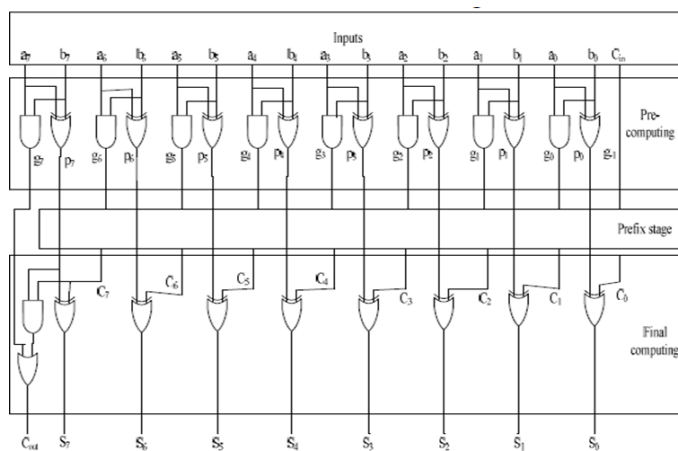 Inputs
a7 b7 a6 b6 a5 b5 a4 b4 a3 b3 a2 b2 a1 b1 a0 b0 Cin
Pre-
computing
g7 p7 g6 p6 g5 p5 g4 p4 g3 p3 g2 p2 g1 p1 g0 p0 g-1
Prefix stage
C7 C6 C5 C4 C3 C2 C1 C0
Final
computing
Cout S7 S6 S5 S4 S3 S2 S1 S0